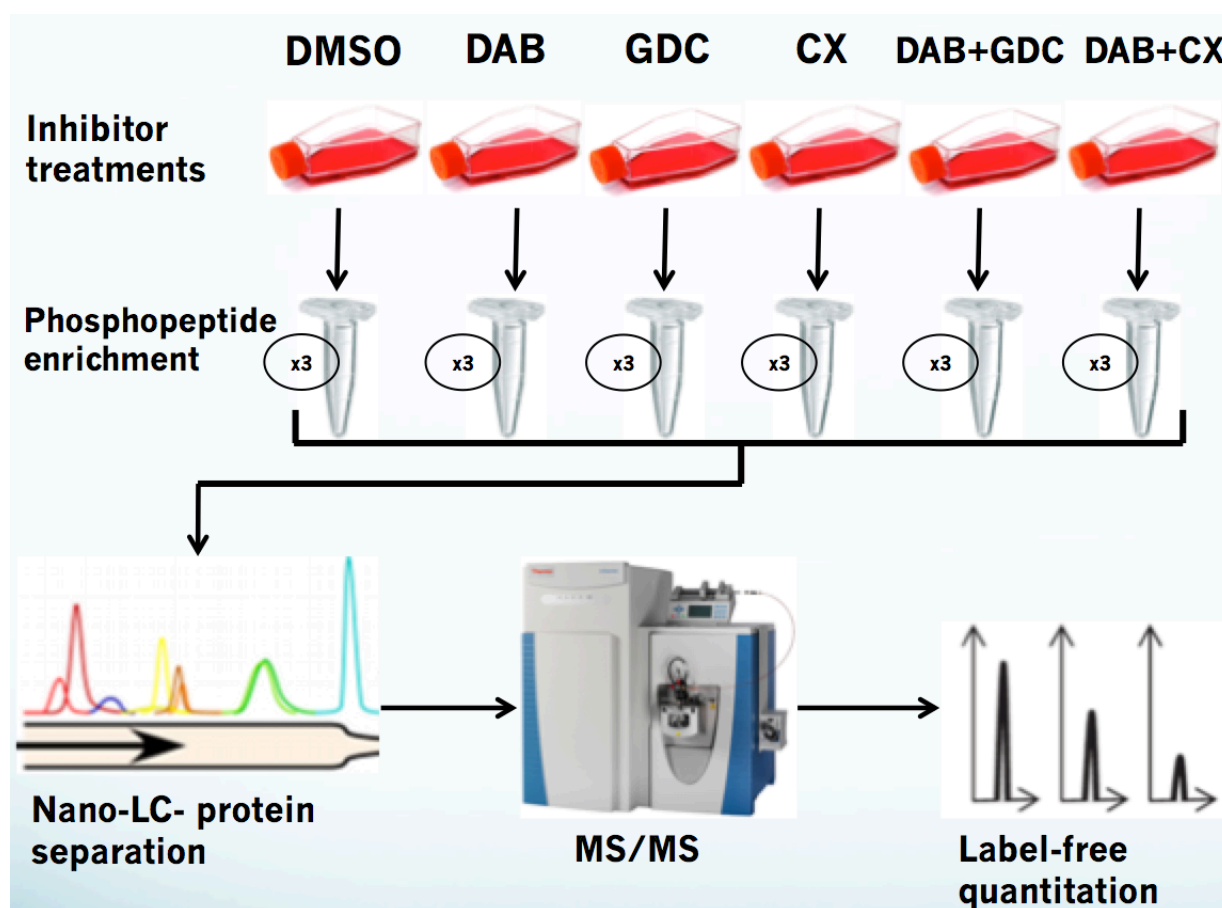 DMSO DAB GDC CX DAB+GDC DAB+CX
Inhibitor
treatments
Phosphopeptide
enrichment
x3 x3 x3 x3 x3 x3
Nano-LC- protein
separation
MS/MS
Label-free
quantitation